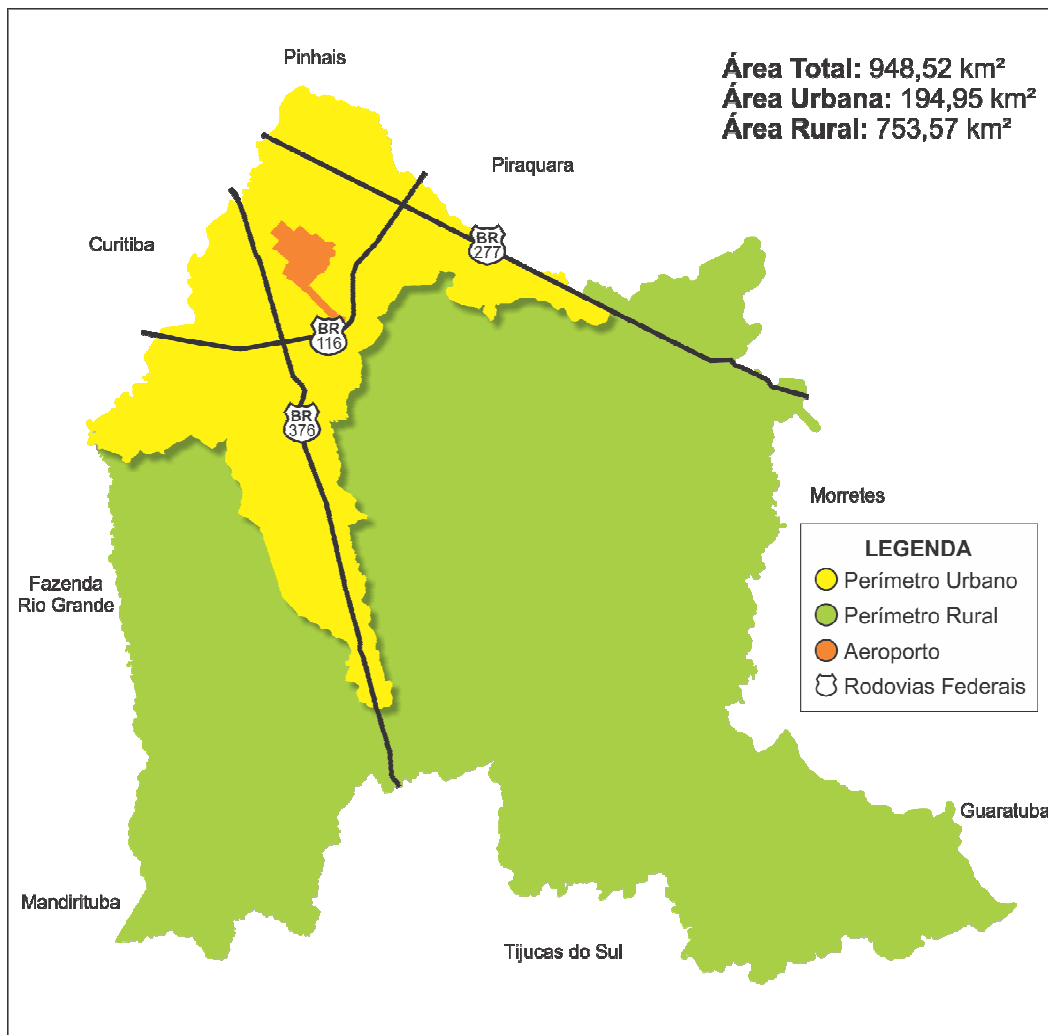 Pinhais
Área Total: 948,52 km²
Área Urbana: 194,95 km²
Área Rural: 753,57 km²
Piraquara
Curitiba
BR
277
BR
116
BR
376
Morretes
LEGENDA
Perímetro Urbano
Perímetro Rural
Aeroporto
Rodovias Federais
Fazenda
Rio Grande
Guaratuba
Mandirituba
Tijucas do Sul